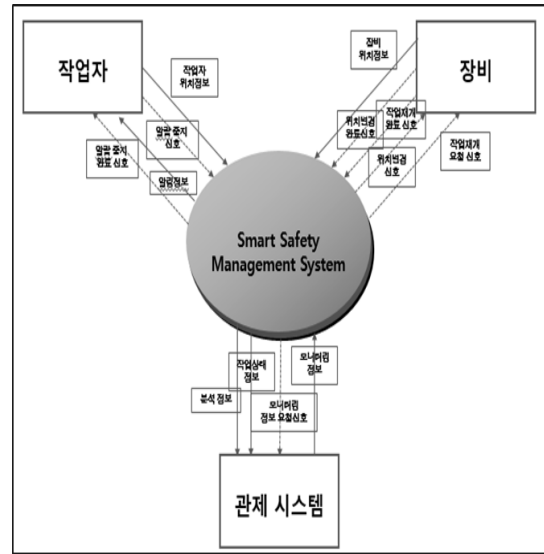 작업자
장비
작업자
위치정보
장비
위치정보
알람 중지
신호
알람 중지
완료 신호
알림정보
위치변경
완료신호
작업재개
완료 신호
위치변경
신호
작업재개
요청 신호
Smart Safety
Management System
작업상태
정보
모니터링
정보
분석 정보
모니터링
정보 요청신호
관제 시스템